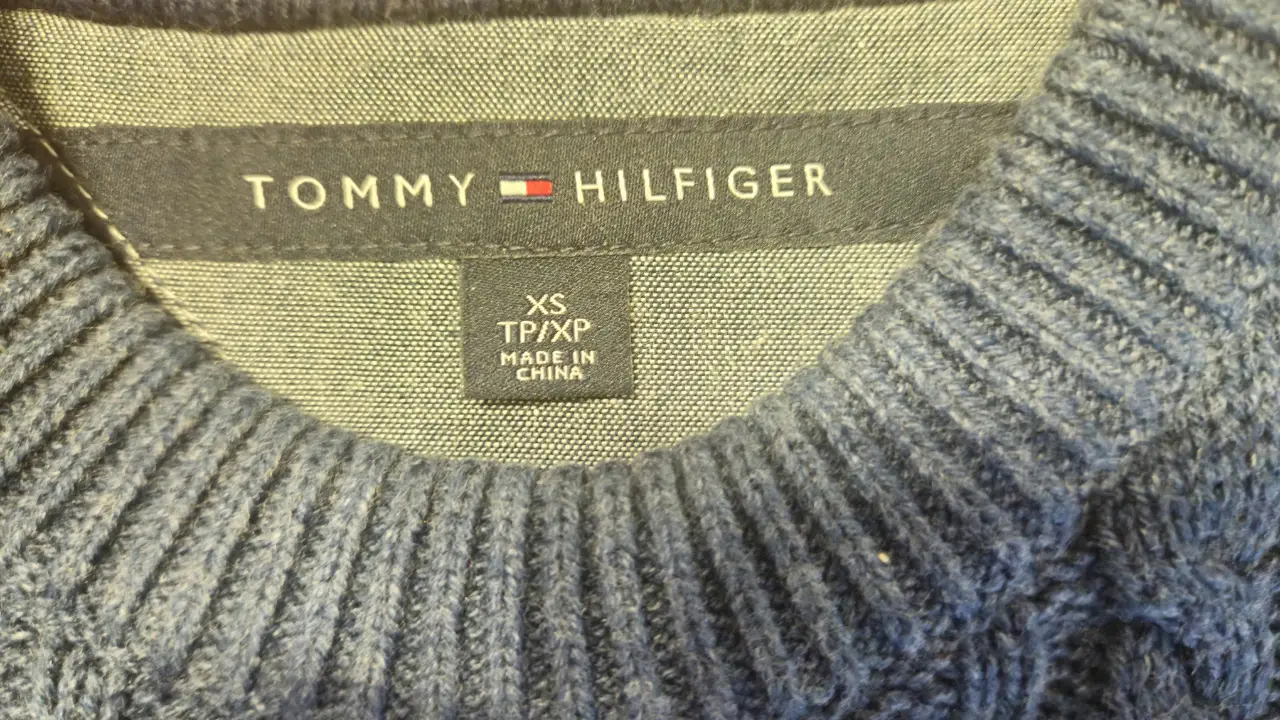 TOMMY HILFIGER
XS
TP/XP
MADE IN
CHINA